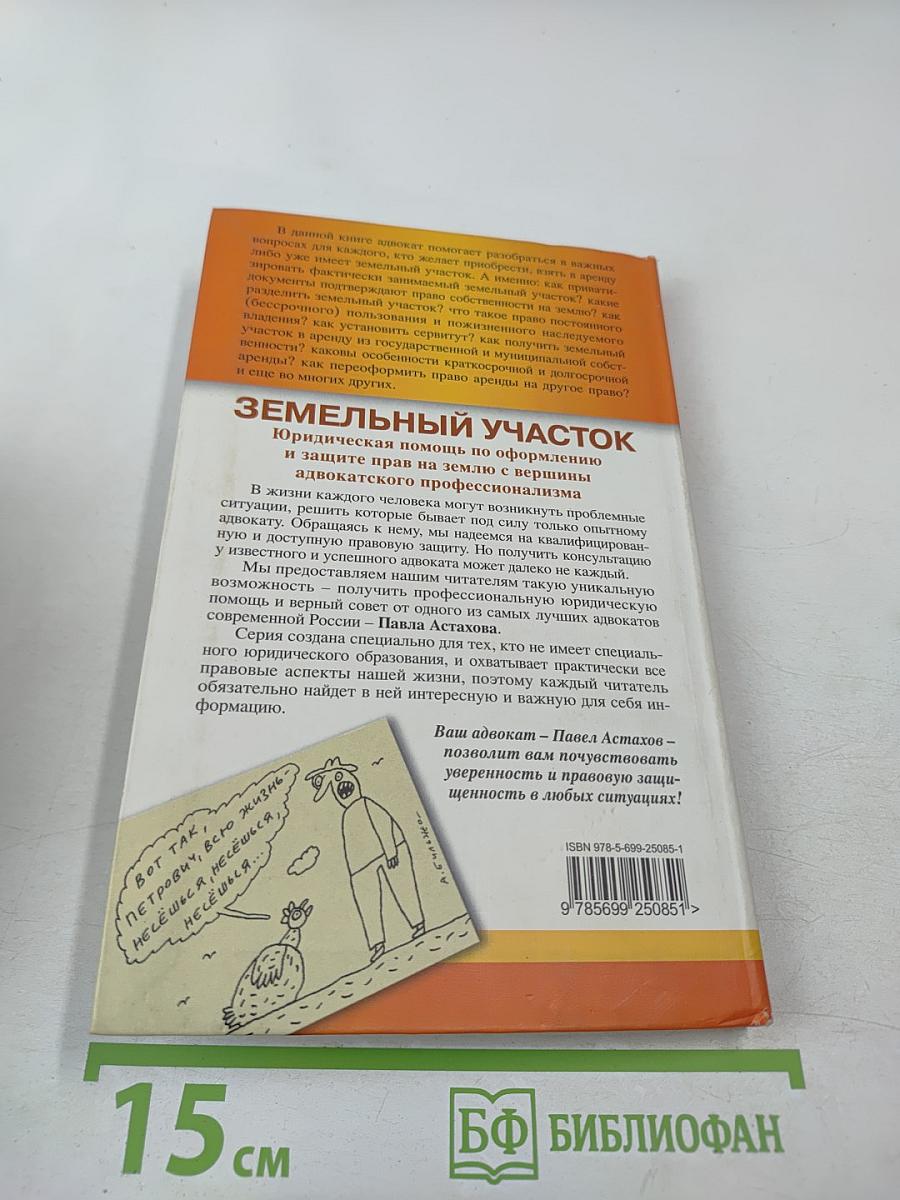 В данной книге адвокат помогает разобраться в важных
вопросах для каждого, кто желает приобрести, взять в аренду
либо уже имеет земельный участок. А именно: как привати-
зировать фактически занимаемый земельный участок? какие
документы подтверждают право собственности на землю? как
разделить земельный участок? что такое право постоянного
(бессрочного) пользования и пожизненного наследуемого
владения? как установить сервитут? как получить земельный
участок в аренду из государственной и муниципальной собст-
венности? каковы особенности краткосрочной и долгосрочной
аренды? как переоформить право аренды на другое право?
и еще во многих других.
ЗЕМЕЛЬНЫЙ УЧАСТОК
Юридическая помощь по оформлению
и защите прав на землю с вершины
адвокатского профессионализма
В жизни каждого человека могут возникнуть проблемные
ситуации, решить которые бывает под силу только опытному
адвокату. Обращаясь к нему, мы надеемся на квалифицирован-
ную и доступную правовую защиту. Но получить консультацию
у известного и успешного адвоката может далеко не каждый.
Мы предоставляем нашим читателям такую уникальную
возможность – получить профессиональную юридическую
помощь и верный совет от одного из самых лучших адвокатов
современной России – Павла Астахова.
Серия создана специально для тех, кто не имеет специаль-
ного юридического образования, и охватывает практически все
правовые аспекты нашей жизни, поэтому каждый читатель
обязательно найдет в ней интересную и важную для себя ин-
формацию.
Ваш адвокат – Павел Астахов –
позволит вам почувствовать
уверенность и правовую защи-
щенность в любых ситуациях!
ВОТ ТАК,
ПЕТРОВИЧ, ВСЮ ЖИЗНЬ-
НЕСЁШЬСЯ, НЕСЁШЬСЯ,
НЕСЁШЬСЯ...
А.БИЛЬЖО-
ISBN 978-5-699-25085-1
9 785699 250851 >
15 см
БФ БИБЛИОФАН